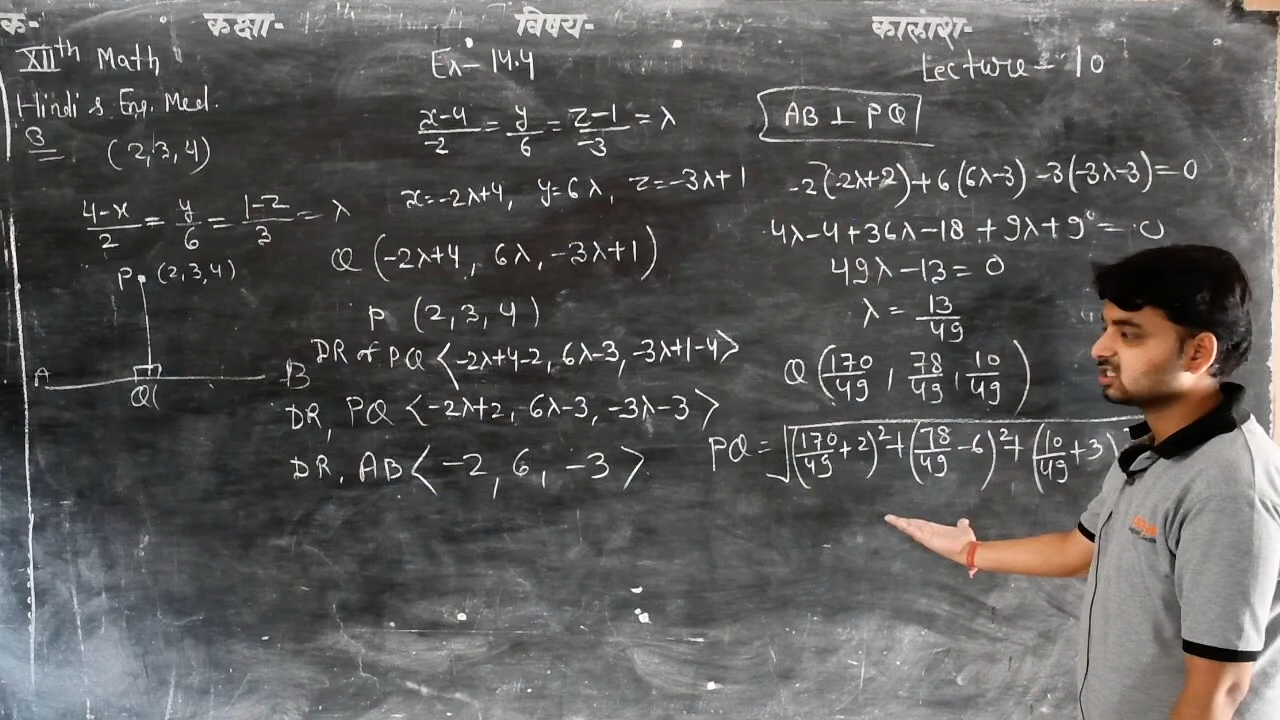 क- कक्षा- 12th विषय- कालांश-
XIIth Math
Hindi & Eng. Med.
Ex- 14.4
Lecture - 10
Q3 (2,3,4)
4-x/2 = y/6 = 1-z/3 = λ
P (2,3,4)
A Q B
x-4/-2 = y/6 = z-1/-3 = λ
x=-2λ+4, y=6λ, z=-3λ+1
Q (-2λ+4, 6λ, -3λ+1)
P (2,3,4)
DR of PQ <-2λ+4-2, 6λ-3, -3λ+1-4>
DR, PQ <-2λ+2, 6λ-3, -3λ-3>
DR, AB <-2, 6, -3>
AB ⊥ PQ
-2(-2λ+2)+6(6λ-3)-3(-3λ-3)=0
4λ-4+36λ-18+9λ+9=0
49λ-13=0
λ = 13/49
Q (170/49, 78/49, 10/49)
PQ = √(170/49+2)²+(78/49-6)²+(10/49+3)